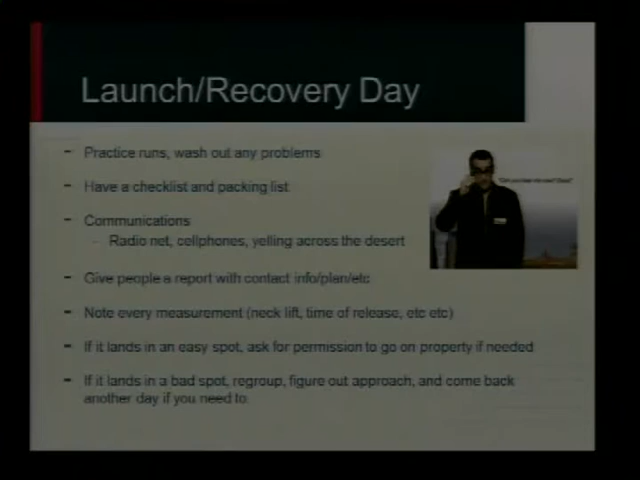 Launch/Recovery Day
- Practice runs, wash out any problems
- Have a checklist and packing list
- Communications
- Radio net, cellphones, yelling across the desert
- Give people a report with contact info/plan/etc
- Note every measurement (neck lift, time of release, etc etc)
- If it lands in an easy spot, ask for permission to go on property if needed
- If it lands in a bad spot, regroup, figure out approach, and come back
another day if you need to